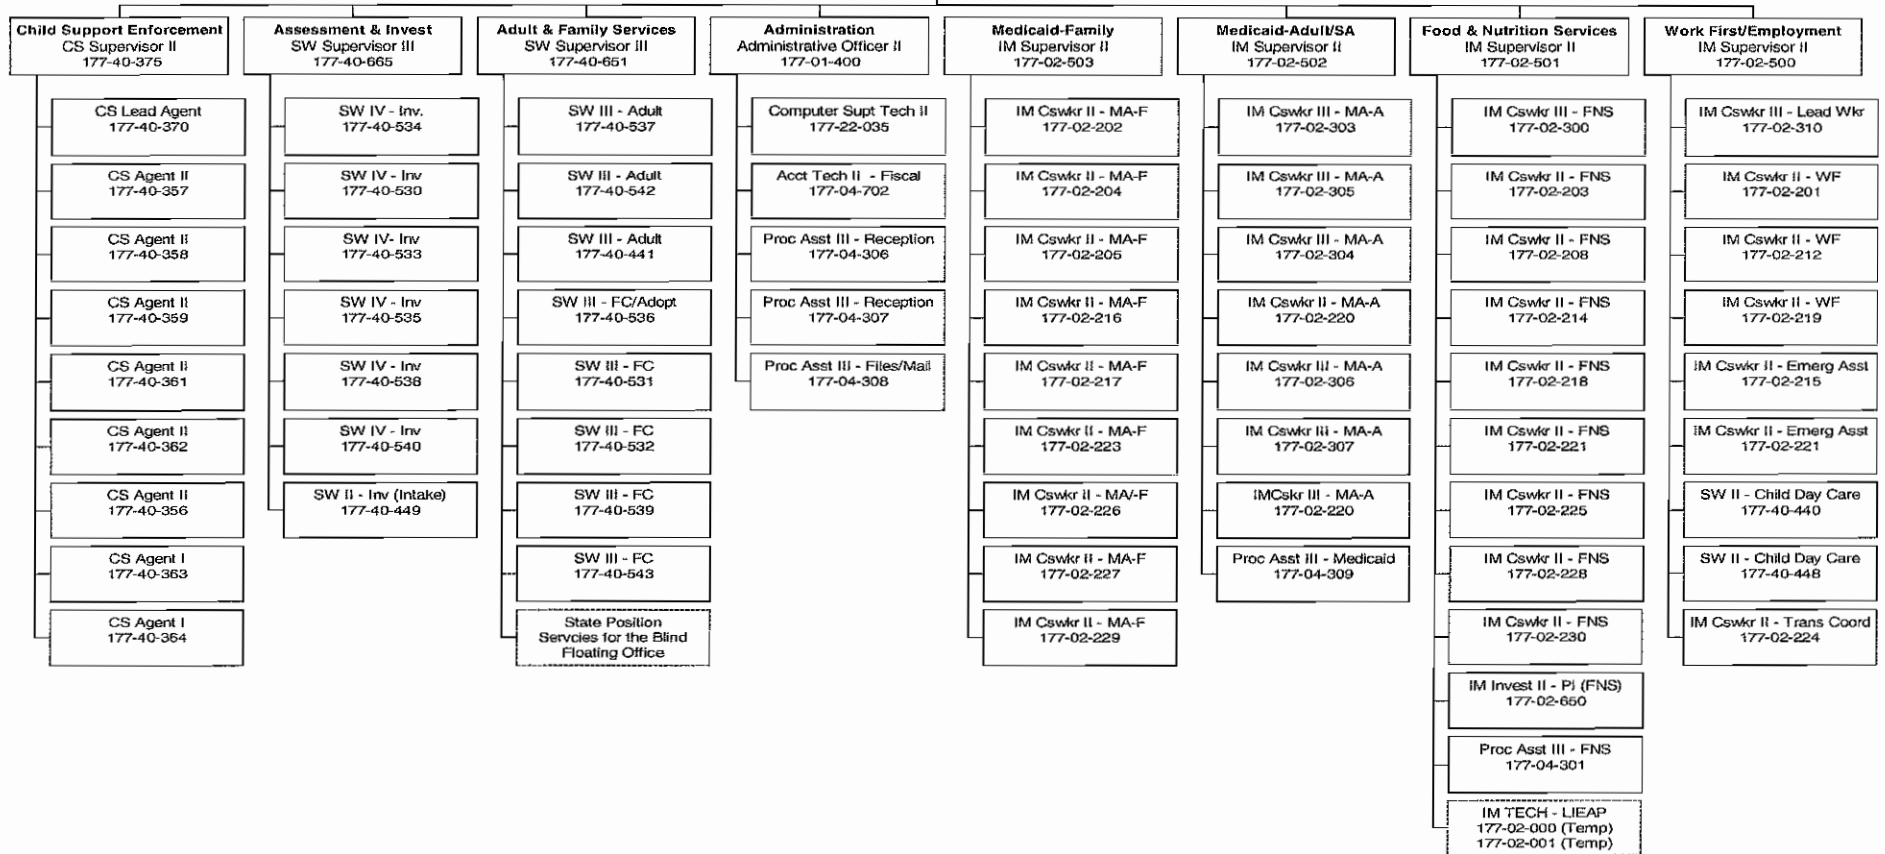 Child Support Enforcement
CS Supervisor II
177-40-375
CS Lead Agent
177-40-370
CS Agent II
177-40-357
CS Agent II
177-40-358
CS Agent II
177-40-359
CS Agent II
177-40-361
CS Agent II
177-40-362
CS Agent II
177-40-356
CS Agent I
177-40-363
CS Agent I
177-40-364
Assessment & Invest
SW Supervisor III
177-40-665
SW IV - Inv.
177-40-534
SW IV - Inv
177-40-530
SW IV- Inv
177-40-533
SW IV - Inv
177-40-535
SW IV - Inv
177-40-538
SW IV - Inv
177-40-540
SW II - Inv (Intake)
177-40-449
Adult & Family Services
SW Supervisor III
177-40-651
SW III - Adult
177-40-537
SW III - Adult
177-40-542
SW III - Adult
177-40-441
SW III - FC/Adopt
177-40-536
SW III - FC
177-40-531
SW III - FC
177-40-532
SW III - FC
177-40-539
SW III - FC
177-40-543
State Position
Servcies for the Blind
Floating Office
Administration
Administrative Officer II
177-01-400
Computer Supt Tech II
177-22-035
Acct Tech II - Fiscal
177-04-702
Proc Asst III - Reception
177-04-306
Proc Asst III - Reception
177-04-307
Proc Asst III - Files/Mail
177-04-308
Medicaid-Family
IM Supervisor II
177-02-503
IM Cswkr II - MA-F
177-02-202
IM Cswkr II - MA-F
177-02-204
IM Cswkr II - MA-F
177-02-205
IM Cswkr II - MA-F
177-02-216
IM Cswkr II - MA-F
177-02-217
IM Cswkr II - MA-F
177-02-223
IM Cswkr II - MA/-F
177-02-226
IM Cswkr II - MA-F
177-02-227
IM Cswkr II - MA-F
177-02-229
Medicaid-Adult/SA
IM Supervisor II
177-02-502
IM Cswkr III - MA-A
177-02-303
IM Cswkr III - MA-A
177-02-305
IM Cswkr III - MA-A
177-02-304
IM Cswkr II - MA-A
177-02-220
IM Cswkr III - MA-A
177-02-306
IM Cswkr III - MA-A
177-02-307
IMCskr III - MA-A
177-02-220
Proc Asst III - Medicaid
177-04-309
Food & Nutrition Services
IM Supervisor II
177-02-501
IM Cswkr III - FNS
177-02-300
IM Cswkr II - FNS
177-02-203
IM Cswkr II - FNS
177-02-208
IM Cswkr II - FNS
177-02-214
IM Cswkr II - FNS
177-02-218
IM Cswkr II - FNS
177-02-221
IM Cswkr II - FNS
177-02-225
IM Cswkr II - FNS
177-02-228
IM Cswkr II - FNS
177-02-230
IM Invest II - PI (FNS)
177-02-650
Proc Asst III - FNS
177-04-301
IM TECH - LIEAP
177-02-000 (Temp)
177-02-001 (Temp)
Work First/Employment
IM Supervisor II
177-02-500
IM Cswkr III - Lead Wkr
177-02-310
IM Cswkr II - WF
177-02-201
IM Cswkr II - WF
177-02-212
IM Cswkr II - WF
177-02-219
IM Cswkr II - Emerg Asst
177-02-215
IM Cswkr II - Emerg Asst
177-02-221
SW II - Child Day Care
177-40-440
SW II - Child Day Care
177-40-448
IM Cswkr II - Trans Coord
177-02-224